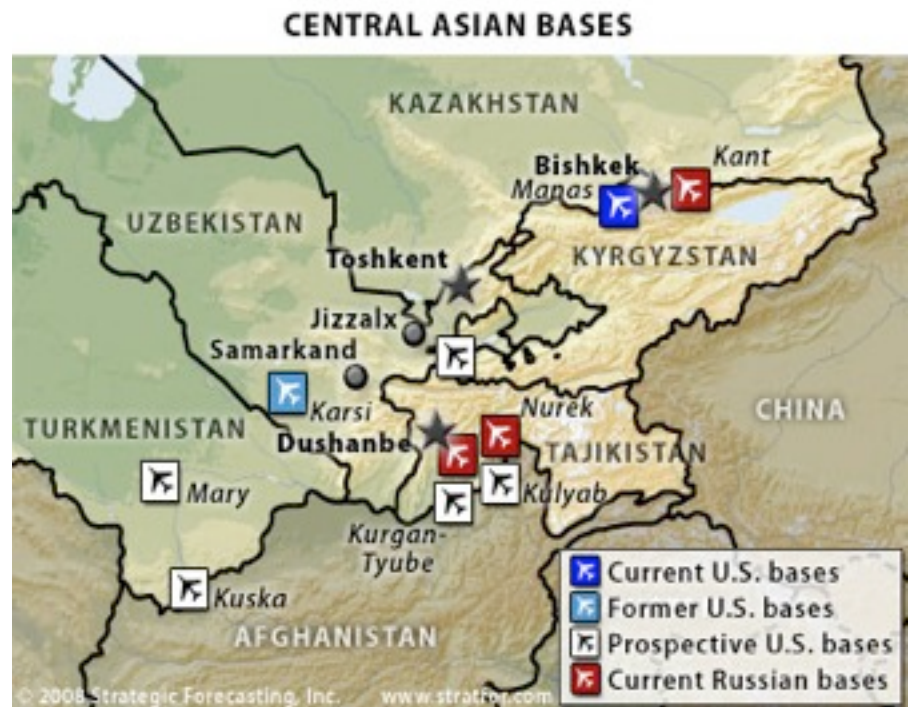 CENTRAL ASIAN BASES
KAZAKHSTAN
Bishkek
Kant
Manas
UZBEKISTAN
KYRGYZSTAN
Toshkent
Jizzalx
Samarkand
Karsi
Nurek
CHINA
TURKMENISTAN
Dushanbe
TAJIKISTAN
Mary
Kulyab
Kurgan-
Tyube
Kuska
AFGHANISTAN
Current U.S. bases
Former U.S. bases
Prospective U.S. bases
Current Russian bases
© 2008 Strategic Forecasting, Inc. www.stratfor.com